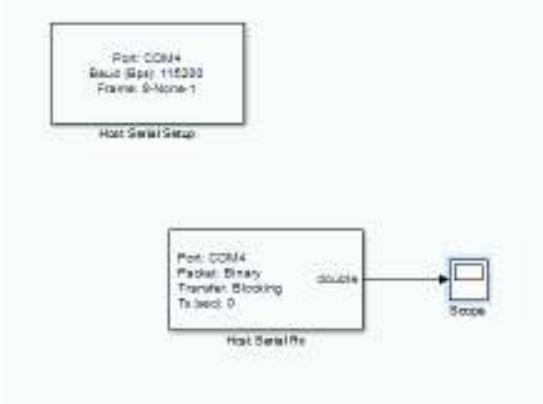 Port: COM4
Baud (Bps): 115200
Frame: 8-None-1
Host Serial Setup
Port: COM4
Packet: Binary
Transfer: Blocking
Ts (sec): 0
double
Host Serial Rx
Scope